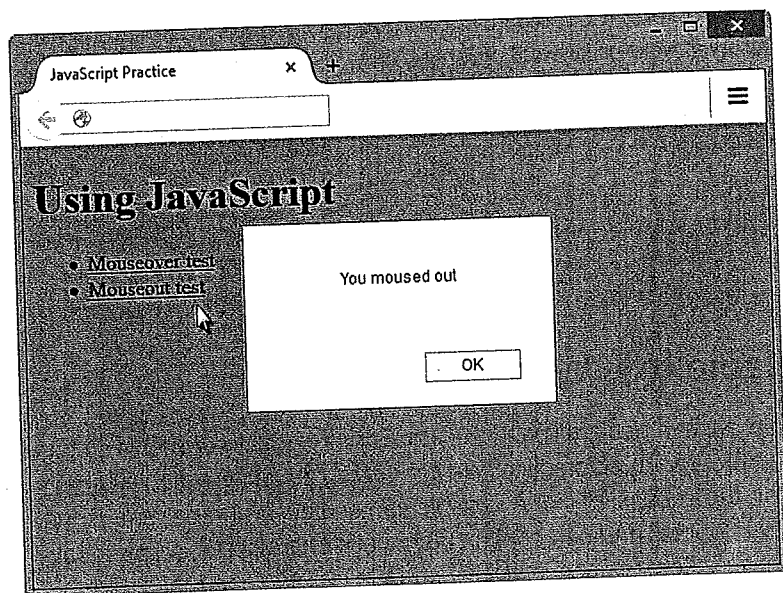 JavaScript Practice
Using JavaScript
Mouseover test
Mouseout test
You moused out
OK